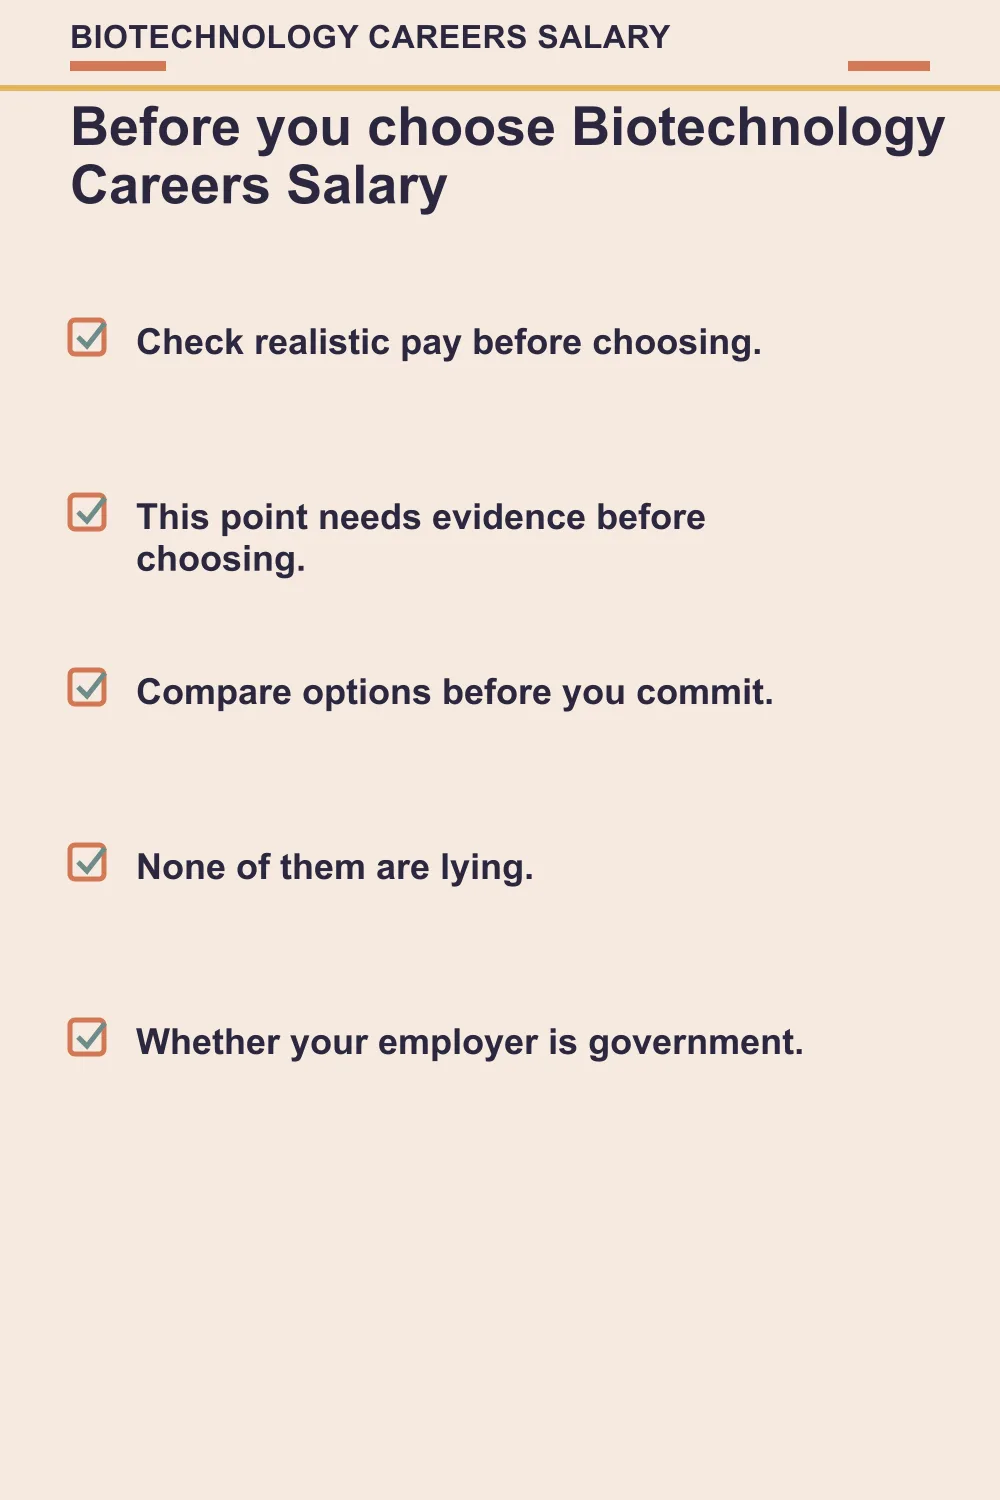 BIOTECHNOLOGY CAREERS SALARY
Before you choose Biotechnology
Careers Salary
Check realistic pay before choosing.
This point needs evidence before
choosing.
Compare options before you commit.
None of them are lying.
Whether your employer is government.